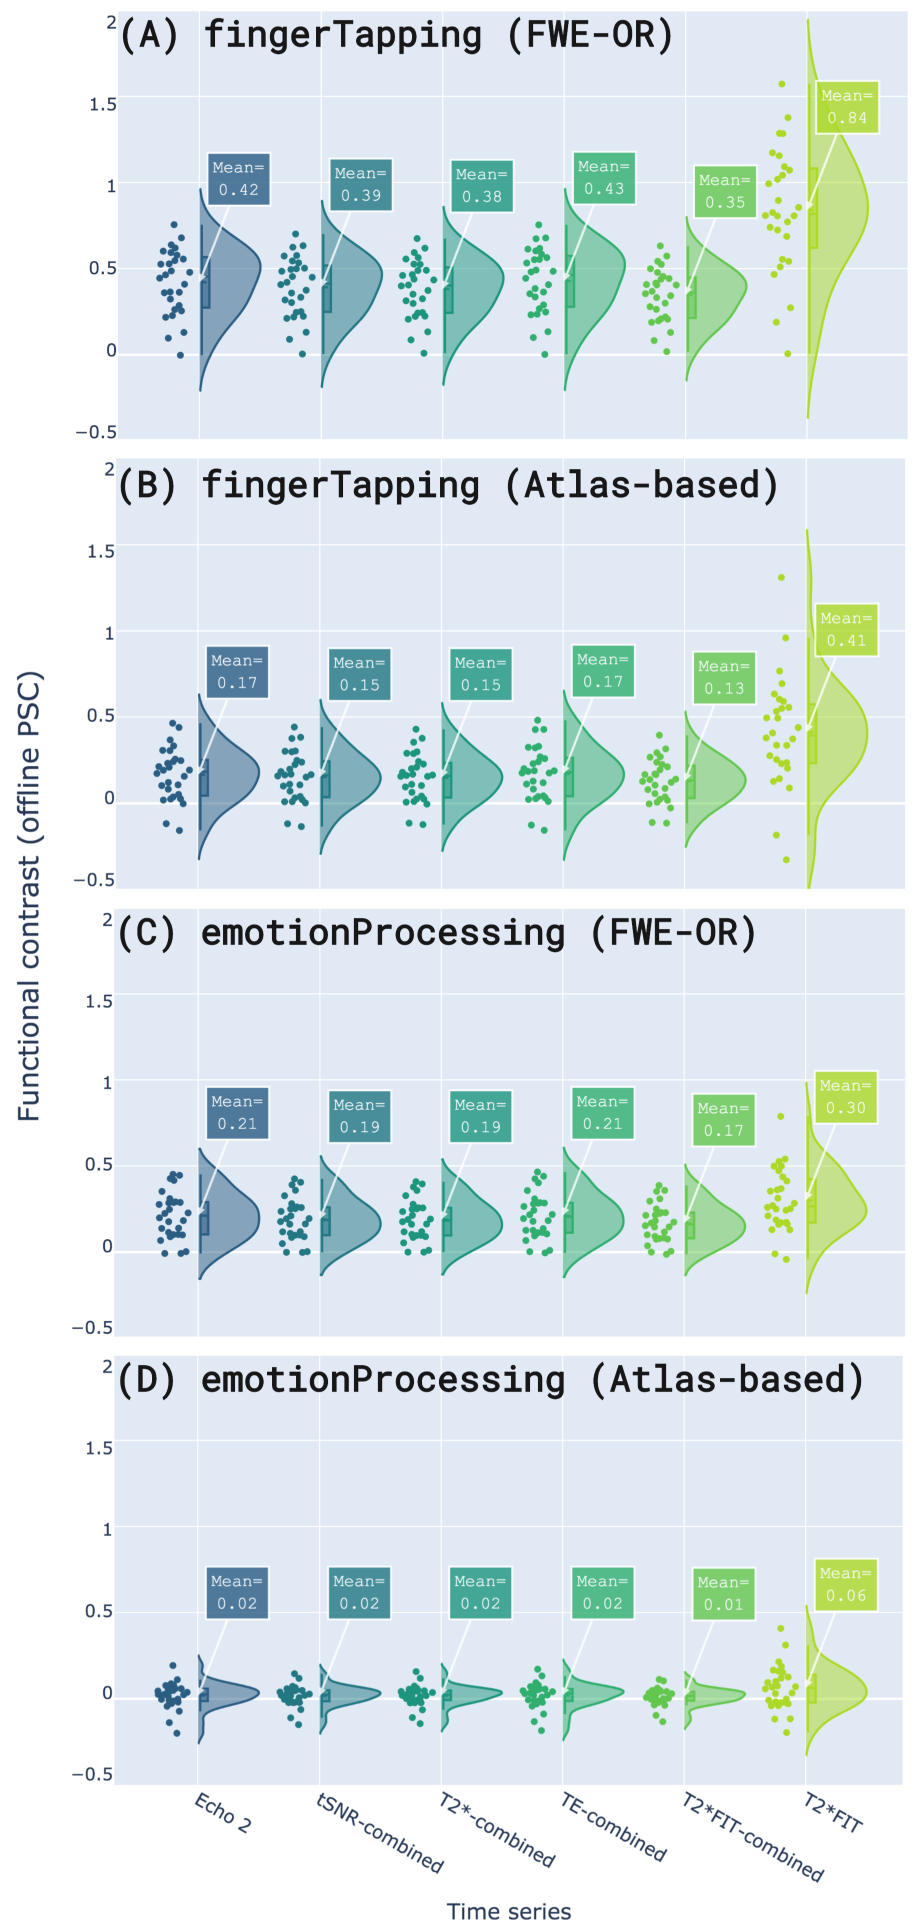 (A) fingerTapping (FWE-OR)
2
1.5
1
0.5
0
−0.5
Mean=
0.42
Mean=
0.39
Mean=
0.38
Mean=
0.43
Mean=
0.35
Mean=
0.84
(B) fingerTapping (Atlas-based)
2
1.5
1
0.5
0
−0.5
Mean=
0.17
Mean=
0.15
Mean=
0.15
Mean=
0.17
Mean=
0.13
Mean=
0.41
Functional contrast (offline PSC)
(C) emotionProcessing (FWE-OR)
2
1.5
1
0.5
0
−0.5
Mean=
0.21
Mean=
0.19
Mean=
0.19
Mean=
0.21
Mean=
0.17
Mean=
0.30
(D) emotionProcessing (Atlas-based)
2
1.5
1
0.5
0
−0.5
Mean=
0.02
Mean=
0.02
Mean=
0.02
Mean=
0.02
Mean=
0.01
Mean=
0.06
Echo 2
tSNR-combined
T2*-combined
TE-combined
T2*FIT-combined
T2*FIT
Time series